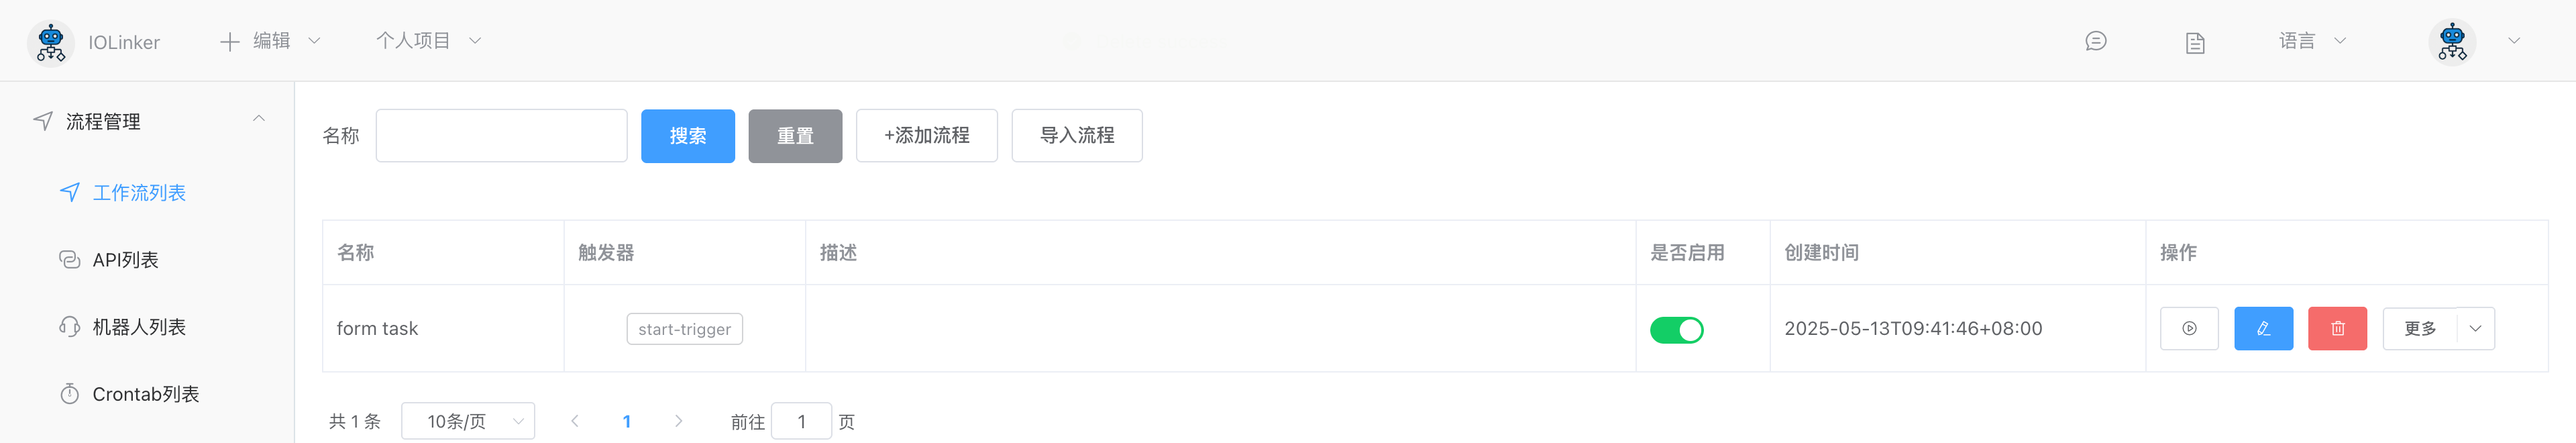 IOLinker 编辑 个人项目 语言
流程管理
工作流列表
API列表
机器人列表
Crontab列表
名称 搜索 重置 +添加流程 导入流程
名称 触发器 描述 是否启用 创建时间 操作
form task start-trigger 2025-05-13T09:41:46+08:00 更多
共 1 条 10条/页 1 前往 1 页